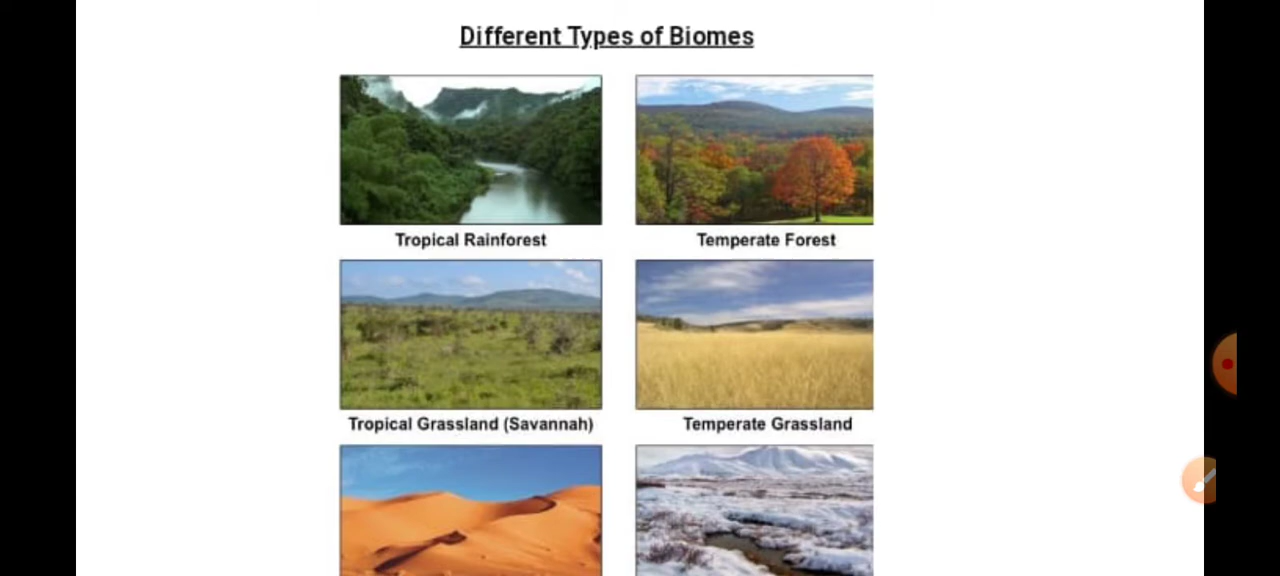 Different Types of Biomes
Tropical Rainforest
Temperate Forest
Tropical Grassland (Savannah)
Temperate Grassland